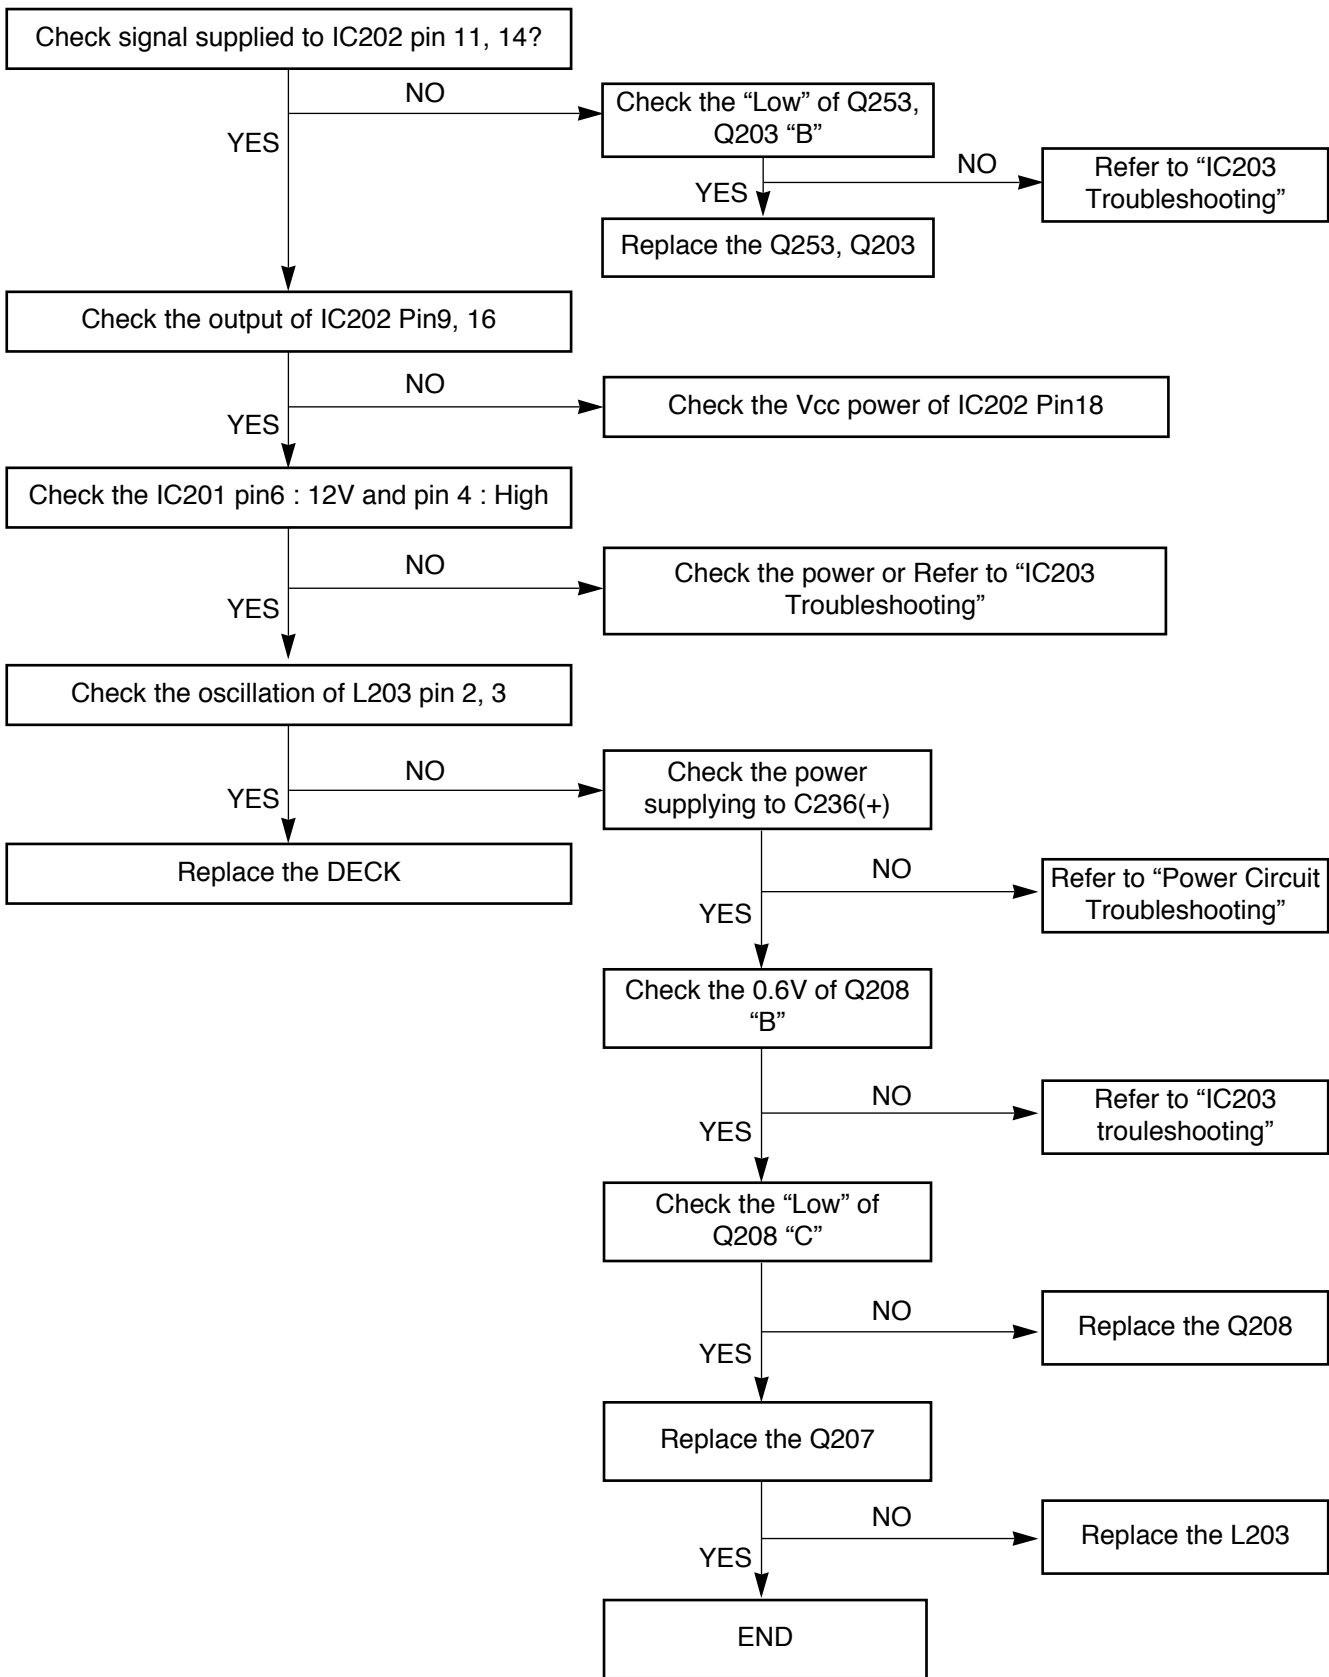 Check signal supplied to IC202 pin 11, 14?
NO
YES
Check the “Low” of Q253,
Q203 “B”
NO
YES
Refer to “IC203
Troubleshooting”
Replace the Q253, Q203
Check the output of IC202 Pin9, 16
NO
YES
Check the Vcc power of IC202 Pin18
Check the IC201 pin6 : 12V and pin 4 : High
NO
YES
Check the power or Refer to “IC203
Troubleshooting”
Check the oscillation of L203 pin 2, 3
NO
YES
Check the power
supplying to C236(+)
Replace the DECK
NO
YES
Refer to “Power Circuit
Troubleshooting”
Check the 0.6V of Q208
“B”
NO
YES
Refer to “IC203
trouleshooting”
Check the “Low” of
Q208 “C”
NO
YES
Replace the Q208
Replace the Q207
NO
YES
Replace the L203
END